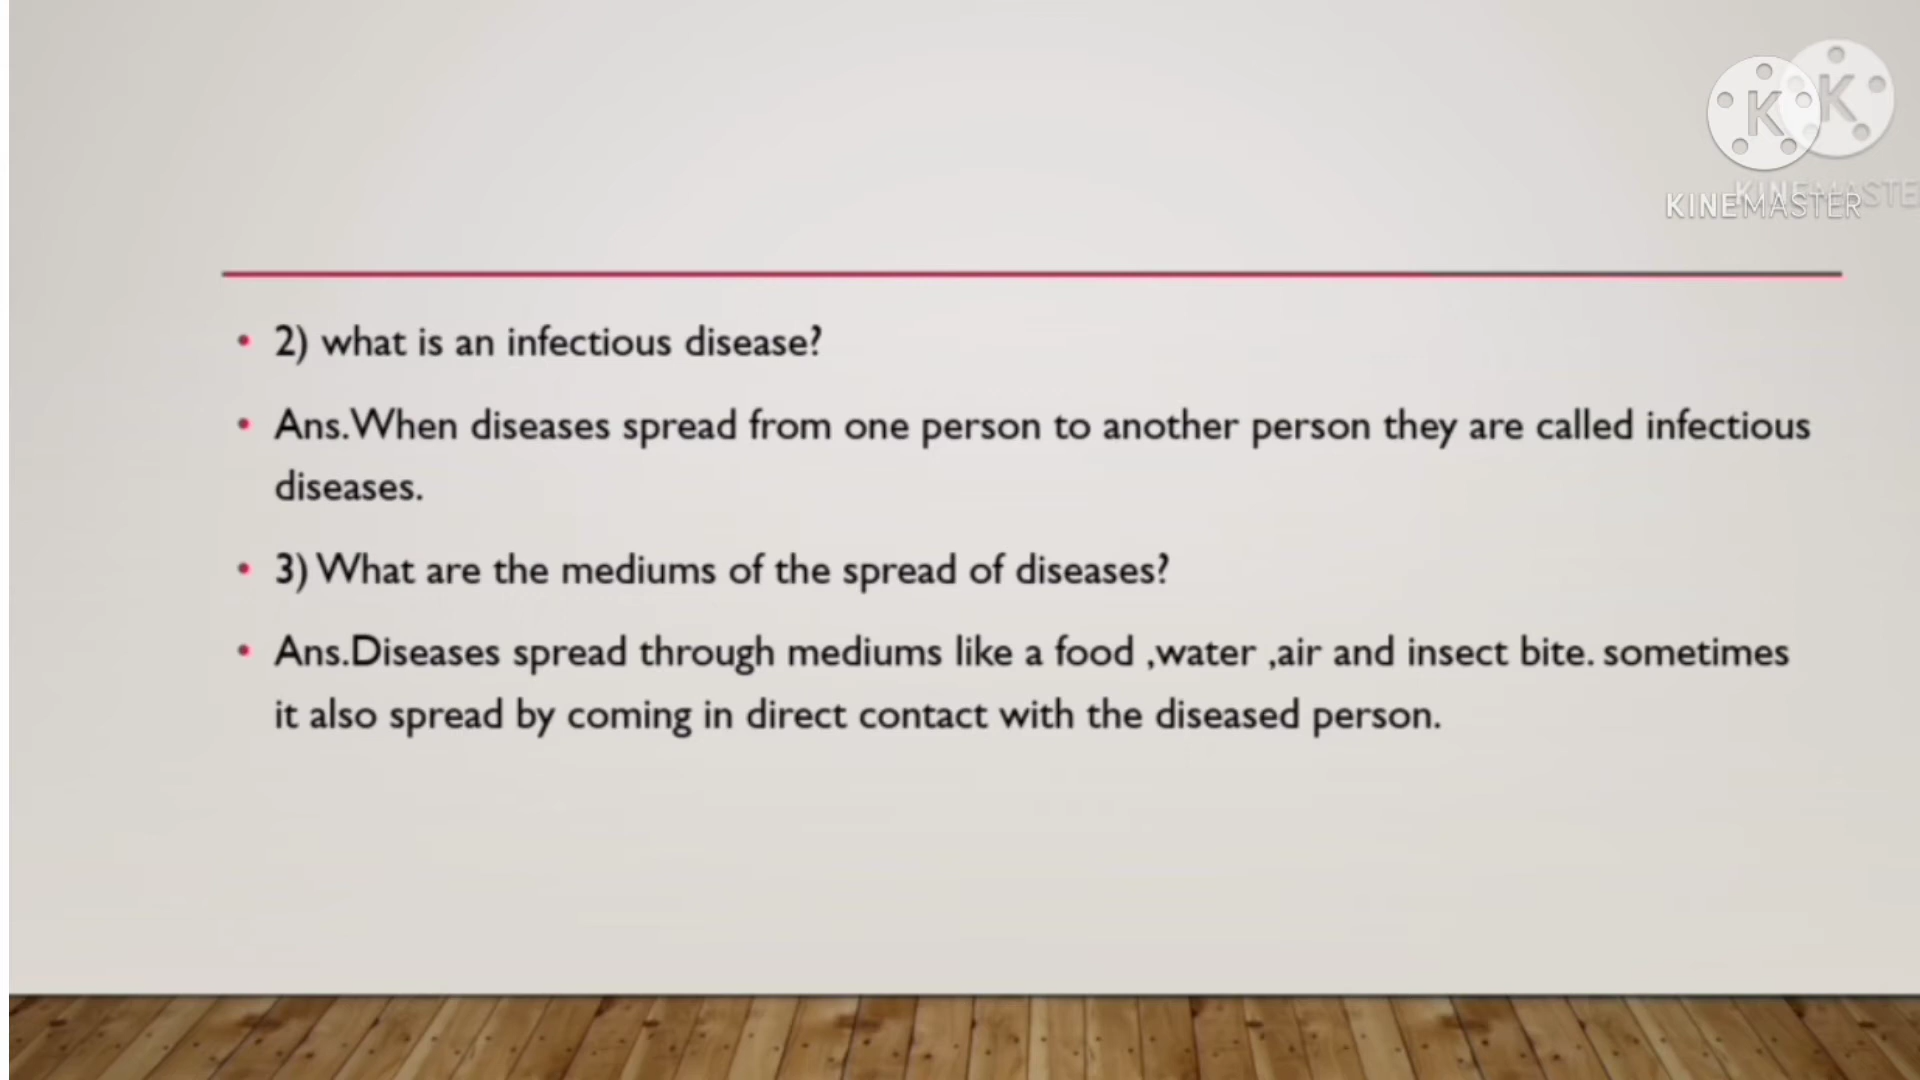 K K
KINEMASTER KINEMASTER
• 2) what is an infectious disease?
• Ans.When diseases spread from one person to another person they are called infectious
diseases.
• 3) What are the mediums of the spread of diseases?
• Ans.Diseases spread through mediums like a food ,water ,air and insect bite. sometimes
it also spread by coming in direct contact with the diseased person.